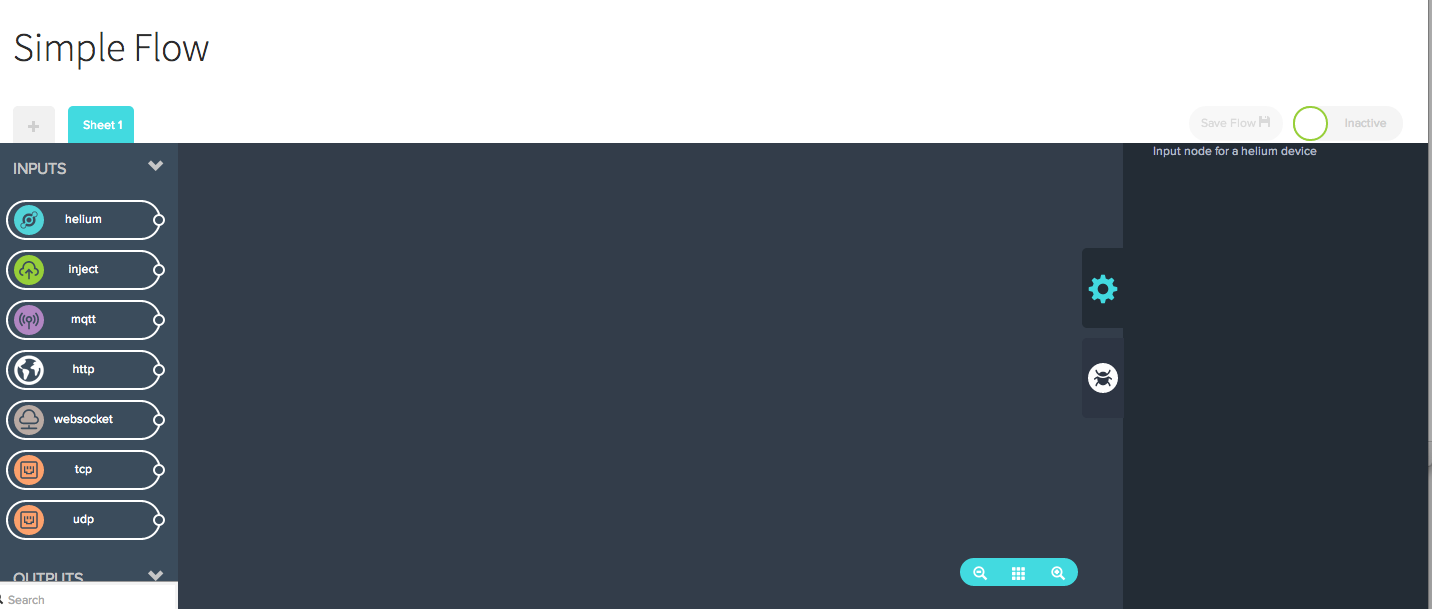 Simple Flow
+
Sheet 1
Save Flow
Inactive
INPUTS
Input node for a helium device
helium
inject
mqtt
http
websocket
tcp
udp
OUTPUTS
Search